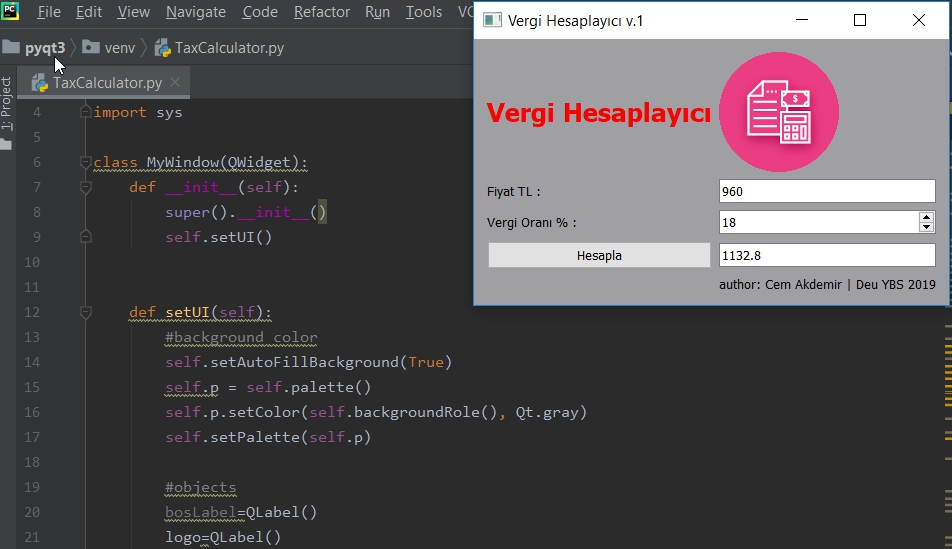 File Edit View Navigate Code Refactor Run Tools VC
pyqt3 venv TaxCalculator.py
TaxCalculator.py
1: Project
4 import sys
5
6 class MyWindow(QWidget):
7 def __init__(self):
8 super().__init__()
9 self.setUI()
10
11
12 def setUI(self):
13 #background color
14 self.setAutoFillBackground(True)
15 self.p = self.palette()
16 self.p.setColor(self.backgroundRole(), Qt.gray)
17 self.setPalette(self.p)
18
19 #objects
20 bosLabel=QLabel()
21 logo=QLabel()
Vergi Hesaplayıcı v.1
Vergi Hesaplayıcı
$
Fiyat TL : 960
Vergi Oranı % : 18
Hesapla 1132.8
author: Cem Akdemir | Deu YBS 2019